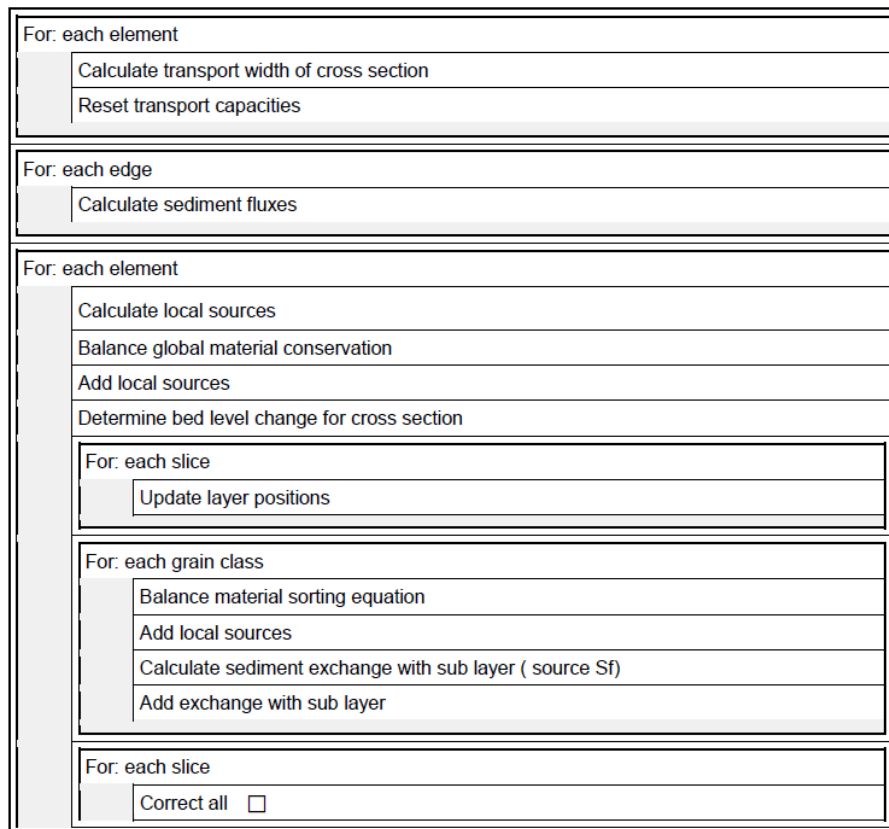 For: each element
Calculate transport width of cross section
Reset transport capacities
For: each edge
Calculate sediment fluxes
For: each element
Calculate local sources
Balance global material conservation
Add local sources
Determine bed level change for cross section
For: each slice
Update layer positions
For: each grain class
Balance material sorting equation
Add local sources
Calculate sediment exchange with sub layer ( source Sf)
Add exchange with sub layer
For: each slice
Correct all □